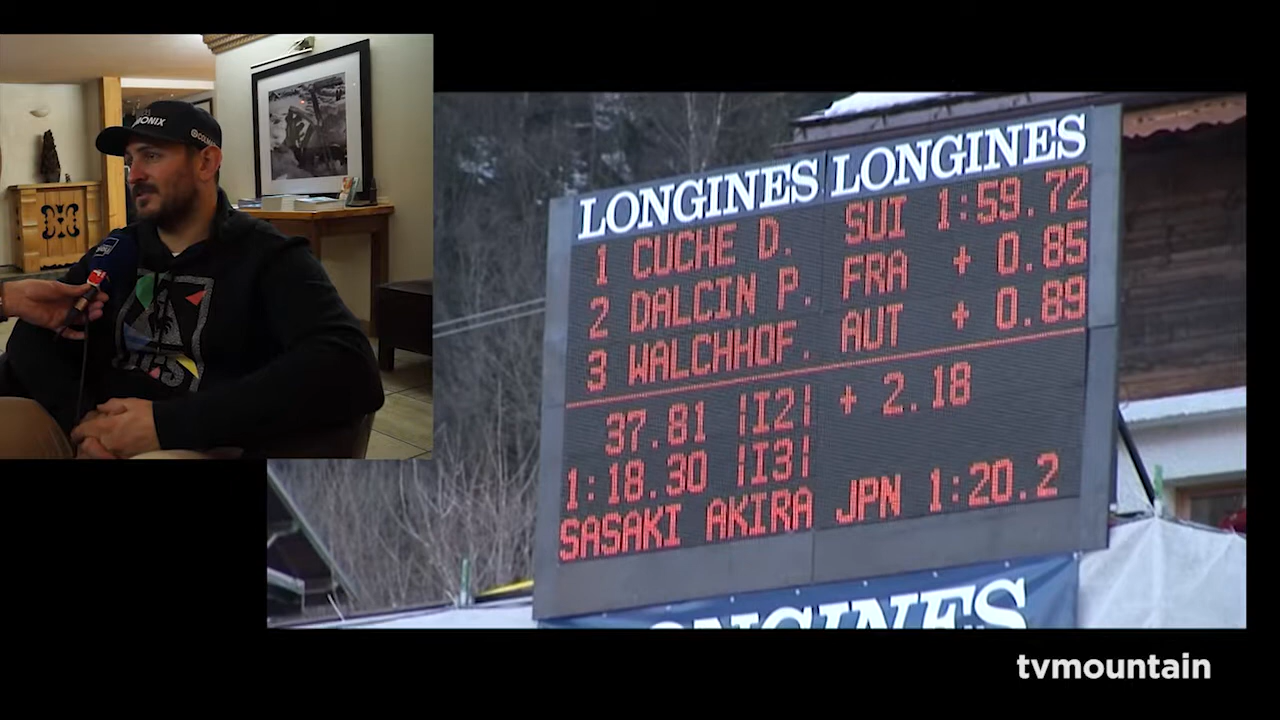 LONGINES LONGINES
1 CUCHE D. SUI 1:59.72
2 DALCIN P. FRA + 0.85
3 WALCHHOF. AUT + 0.89
37.81 |I2| + 2.18
1:18.30 |I3|
SASAKI AKIRA JPN 1:20.2
LONGINES
tvmountain